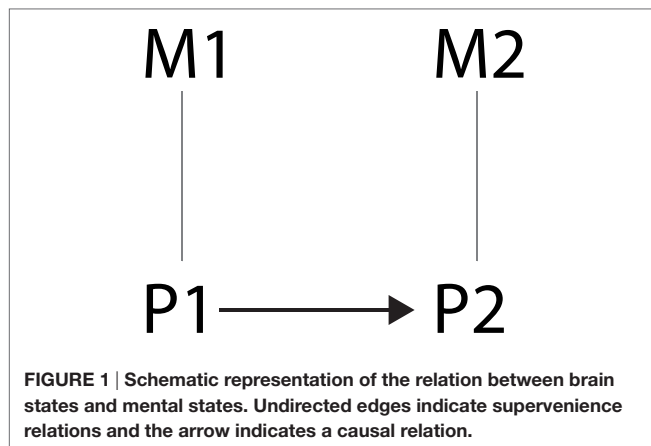 M1 M2
P1 P2
FIGURE 1 | Schematic representation of the relation between brain
states and mental states. Undirected edges indicate supervenience
relations and the arrow indicates a causal relation.